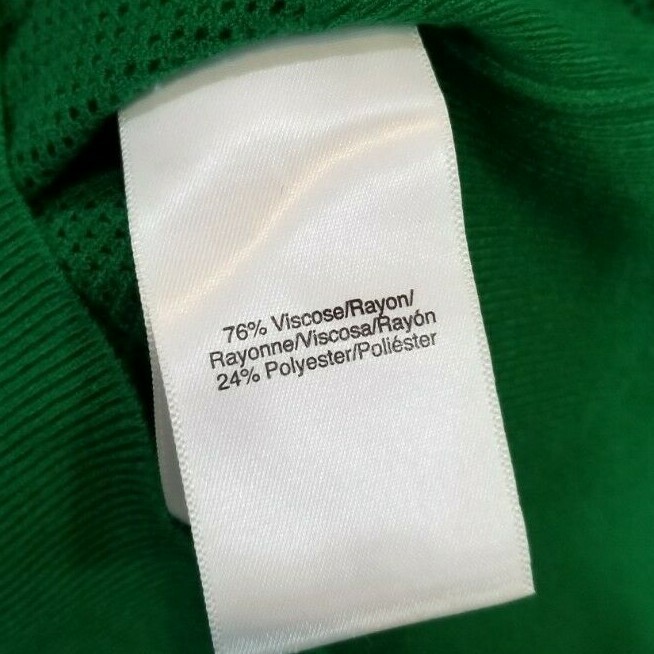 76% Viscose/Rayon/
Rayonne/Viscosa/Rayón
24% Polyester/Poliéster